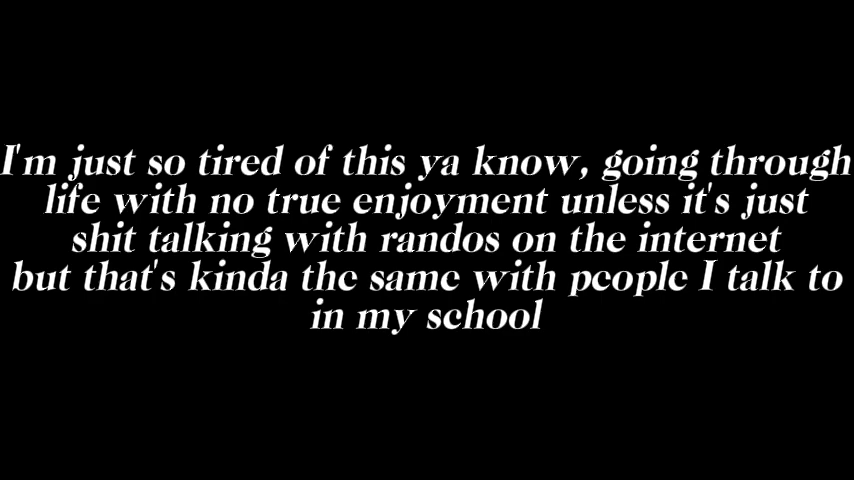 I'm just so tired of this ya know, going through
life with no true enjoyment unless it's just
shit talking with randos on the internet
but that's kinda the same with people I talk to
in my school